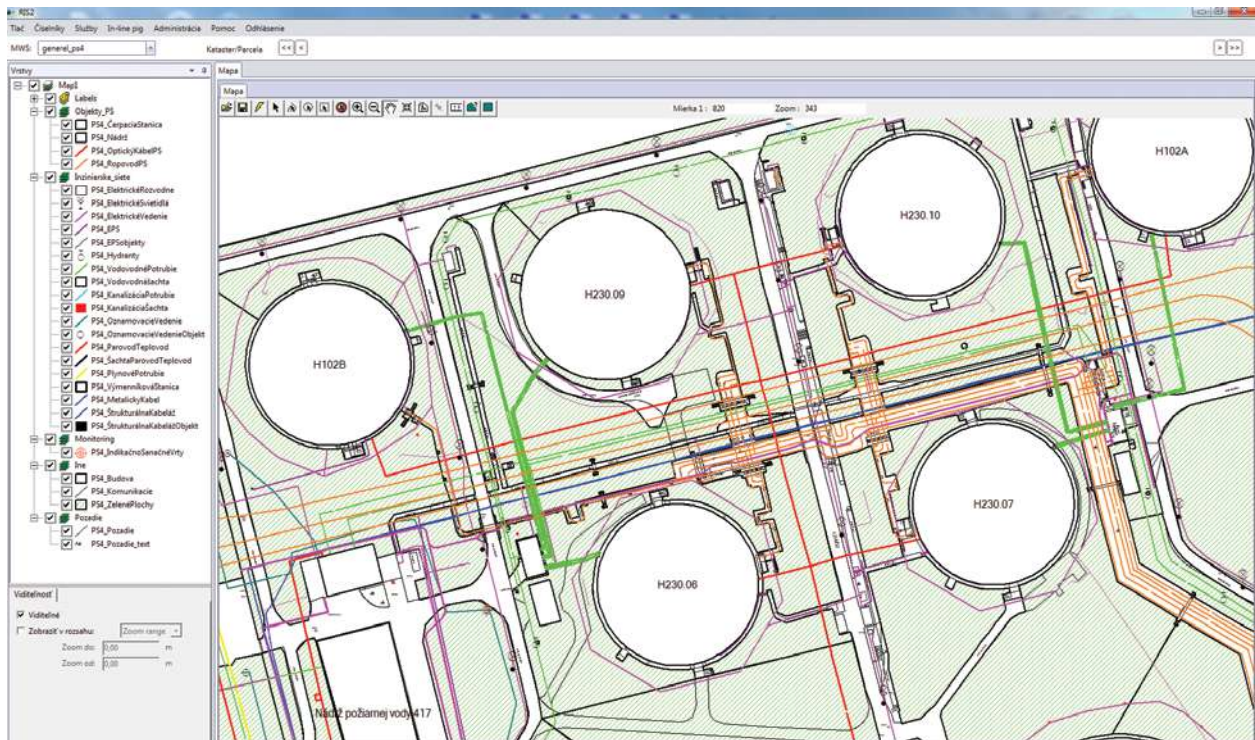 RIS2
Tlač Číselníky Služby In-line pig Administrácia Pomoc Odhlásenie
MWS: generel_ps4 Kataster/Parcela << < > >>
Vrstvy
Map1
Labels
Objekty_PS
PS4_ČerpaciaStanica
PS4_Nádrž
PS4_OptickýKábelPS
PS4_RopovodPS
Inzinierske_siete
PS4_ElektrickéRozvodne
PS4_ElektrickéSvietidlá
PS4_ElektrickéVedenie
PS4_EPS
PS4_EPSobjekty
PS4_Hydranty
PS4_VodovodnéPotrubie
PS4_VodovodnáŠachta
PS4_KanalizáciaPotrubie
PS4_KanalizáciaŠachta
PS4_OznamovacieVedenie
PS4_OznamovacieVedenieObjekt
PS4_ParovodTeplovod
PS4_ŠachtaParovodTeplovod
PS4_PlynovéPotrubie
PS4_VýmenníkováStanica
PS4_MetalickýKabel
PS4_ŠtrukturálnaKabeláž
PS4_ŠtrukturálnaKabelážObjekt
Monitoring
PS4_IndikačnoSanačnéVrty
Ine
PS4_Budova
PS4_Komunikacie
PS4_ZelenéPlochy
Pozadie
PS4_Pozadie
PS4_Pozadie_text
Viditeľnosť
Viditeľné
Zobraziť v rozsahu: Zoom range
Zoom do: 0,00 m
Zoom od: 0,00 m
Mapa
Mapa
Mierka 1 : 820 Zoom : 343
H102A
H230.10
H230.09
H102B
H230.07
H230.06
Nádrž požiarnej vody 417